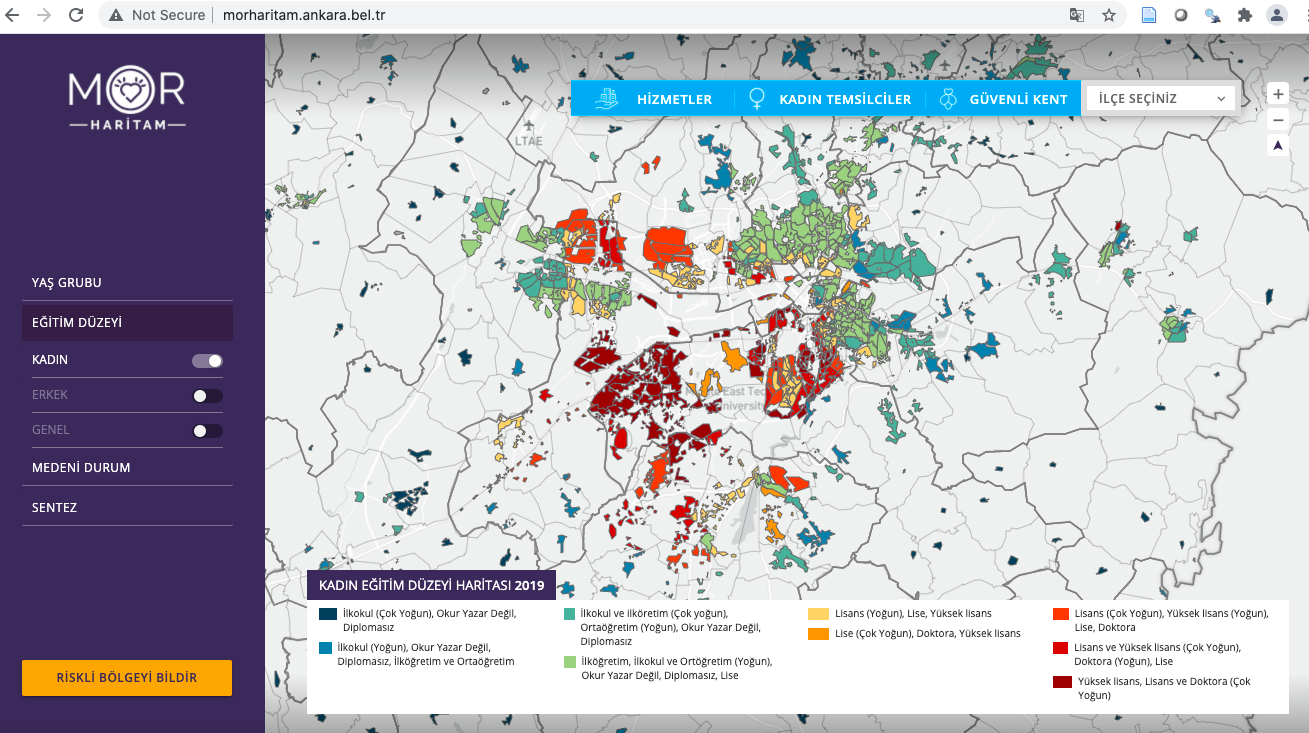 Not Secure | morharitam.ankara.bel.tr
MOR
HARİTAM
HİZMETLER
KADIN TEMSİLCİLER
GÜVENLİ KENT
İLÇE SEÇİNİZ
LTAE
YAŞ GRUBU
EĞİTİM DÜZEYİ
KADIN
ERKEK
GENEL
MEDENİ DURUM
SENTEZ
RİSKLİ BÖLGEYİ BİLDİR
East Tec
University
KADIN EĞİTİM DÜZEYİ HARİTASI 2019
İlkokul (Çok Yoğun), Okur Yazar Değil,
Diplomasız
İlkokul (Yoğun), Okur Yazar Değil,
Diplomasız, İlköğretim ve Ortaöğretim
İlkokul ve ilköretim (Çok yoğun),
Ortaöğretim (Yoğun), Okur Yazar Değil,
Diplomasız
İlköğretim, İlkokul ve Ortöğretim (Yoğun),
Okur Yazar Değil, Diplomasız, Lise
Lisans (Yoğun), Lise, Yüksek lisans
Lise (Çok Yoğun), Doktora, Yüksek lisans
Lisans (Çok Yoğun), Yüksek lisans (Yoğun),
Lise, Doktora
Lisans ve Yüksek lisans (Çok Yoğun),
Doktora (Yoğun), Lise
Yüksek lisans, Lisans ve Doktora (Çok
Yoğun)